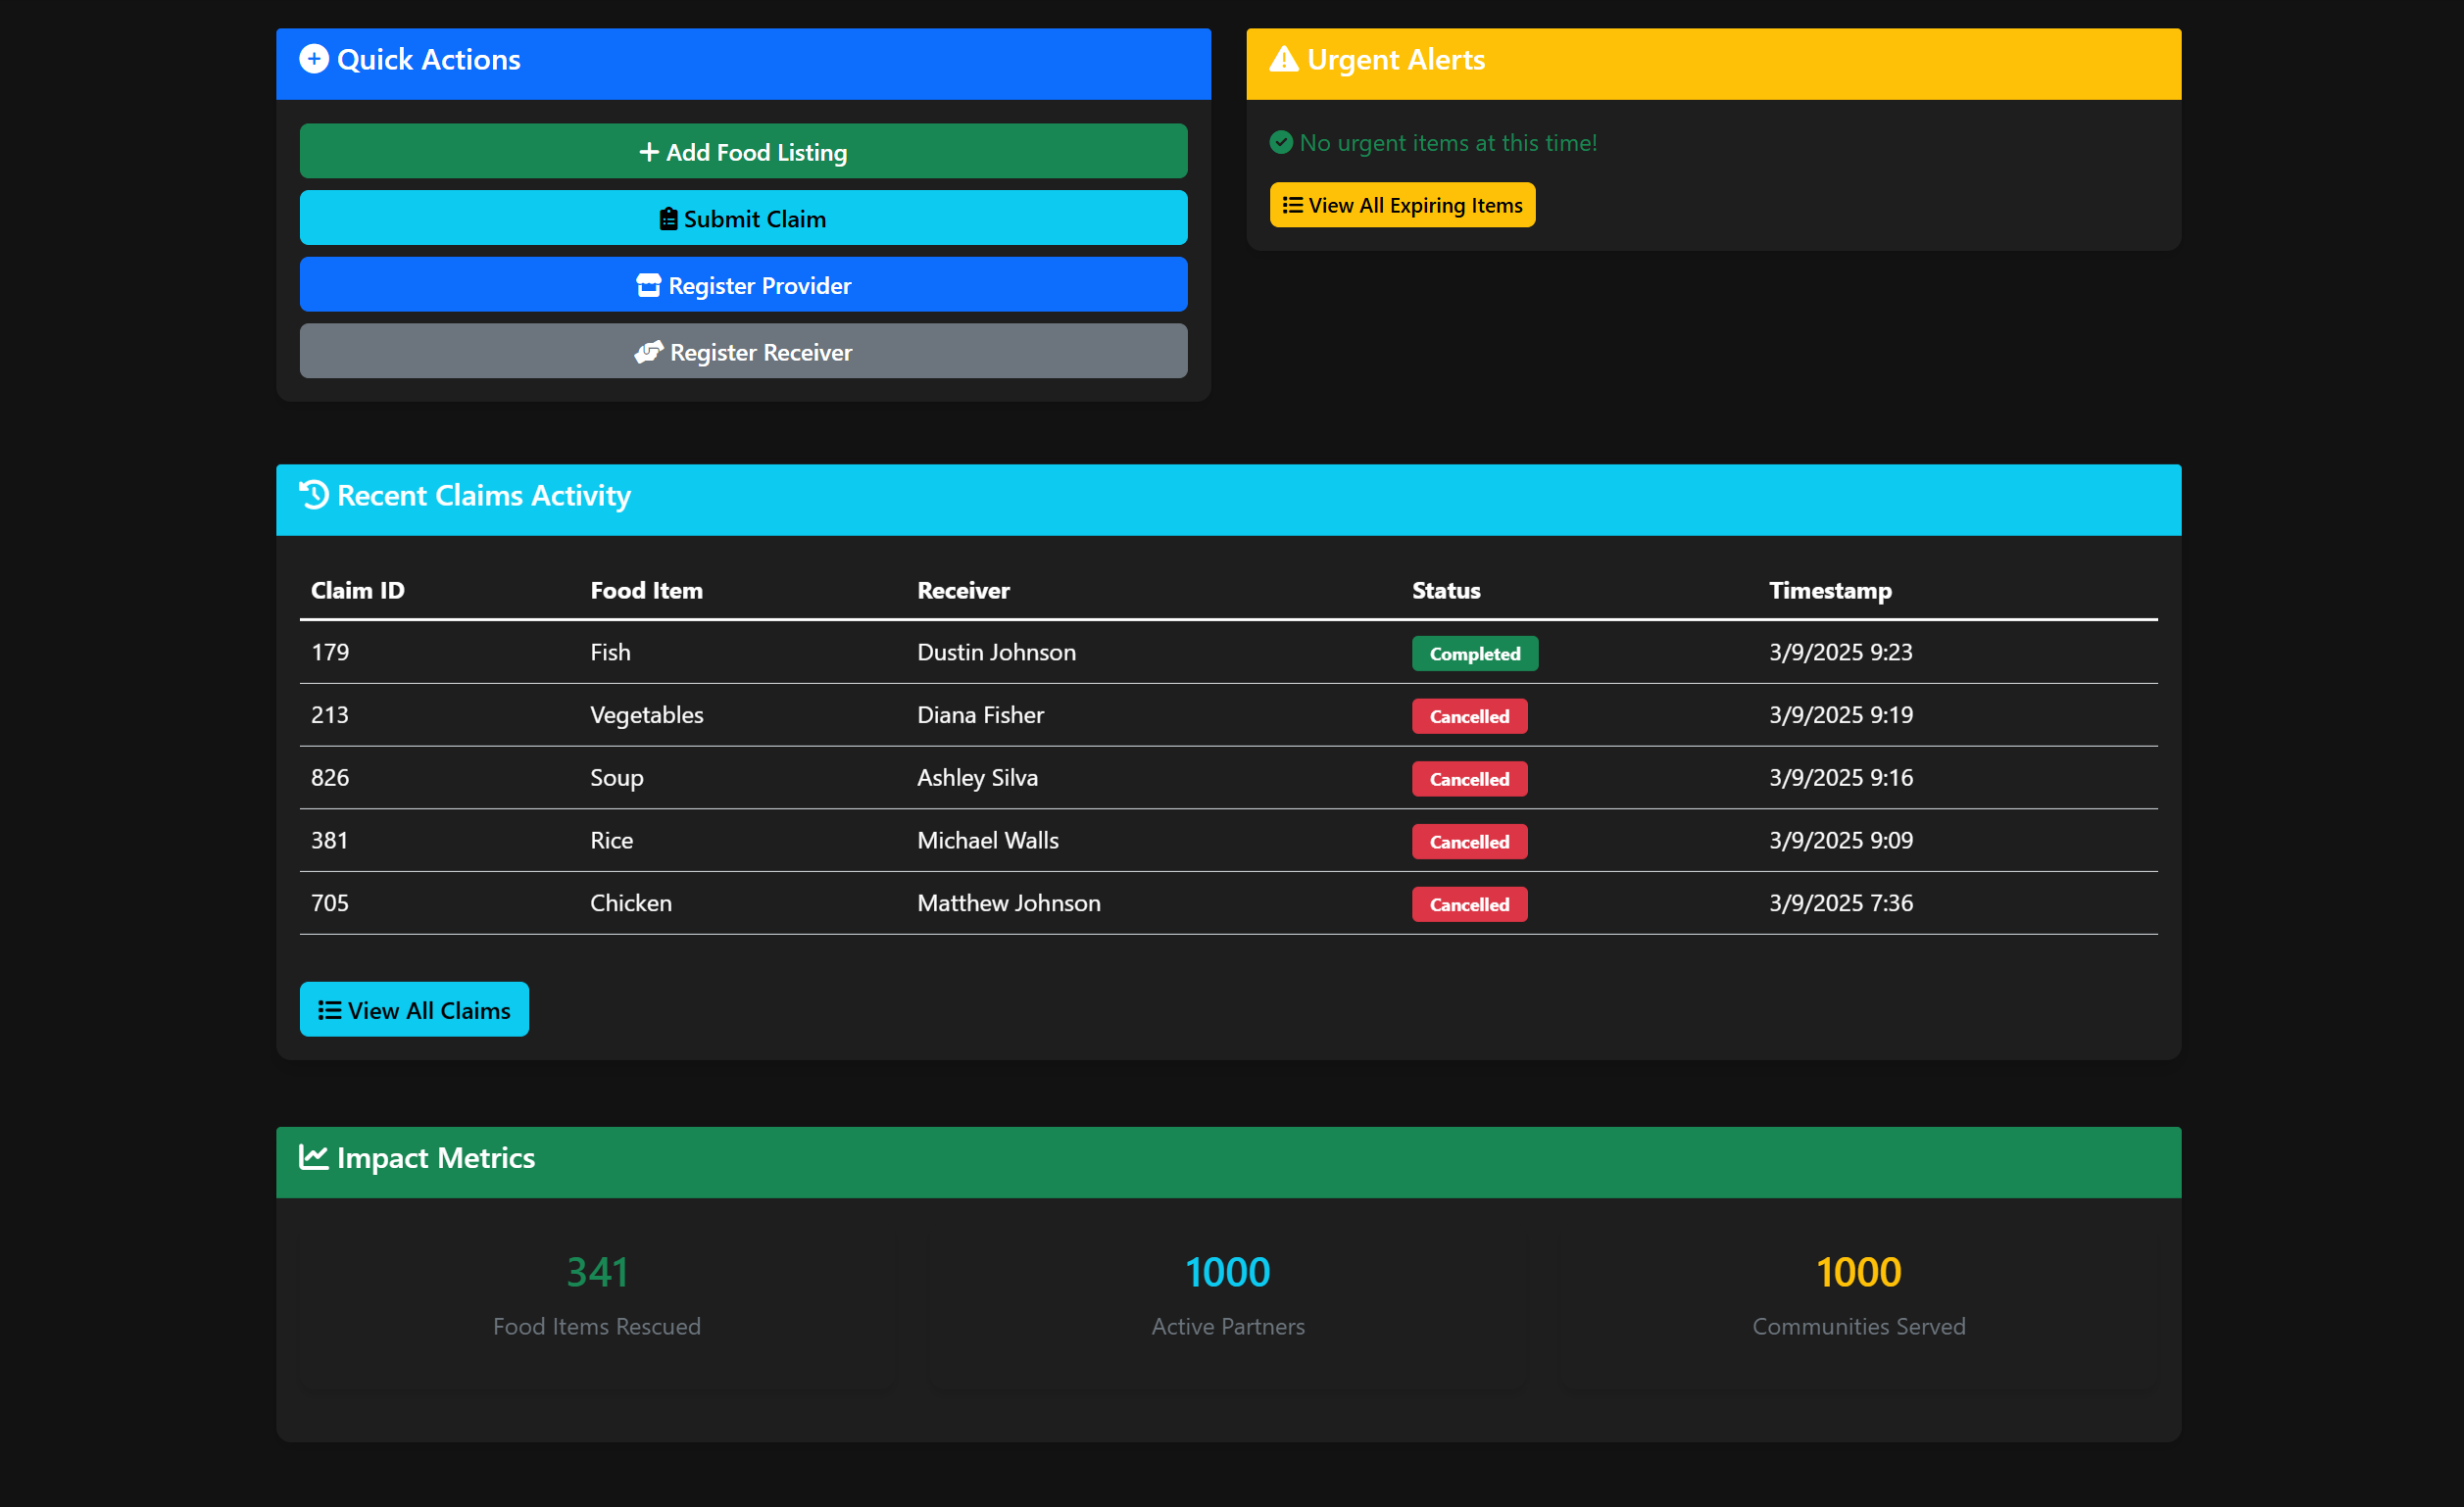 Quick Actions
Add Food Listing
Submit Claim
Register Provider
Register Receiver
Urgent Alerts
No urgent items at this time!
View All Expiring Items
Recent Claims Activity
Claim ID Food Item Receiver Status Timestamp
179 Fish Dustin Johnson Completed 3/9/2025 9:23
213 Vegetables Diana Fisher Cancelled 3/9/2025 9:19
826 Soup Ashley Silva Cancelled 3/9/2025 9:16
381 Rice Michael Walls Cancelled 3/9/2025 9:09
705 Chicken Matthew Johnson Cancelled 3/9/2025 7:36
View All Claims
Impact Metrics
341
Food Items Rescued
1000
Active Partners
1000
Communities Served